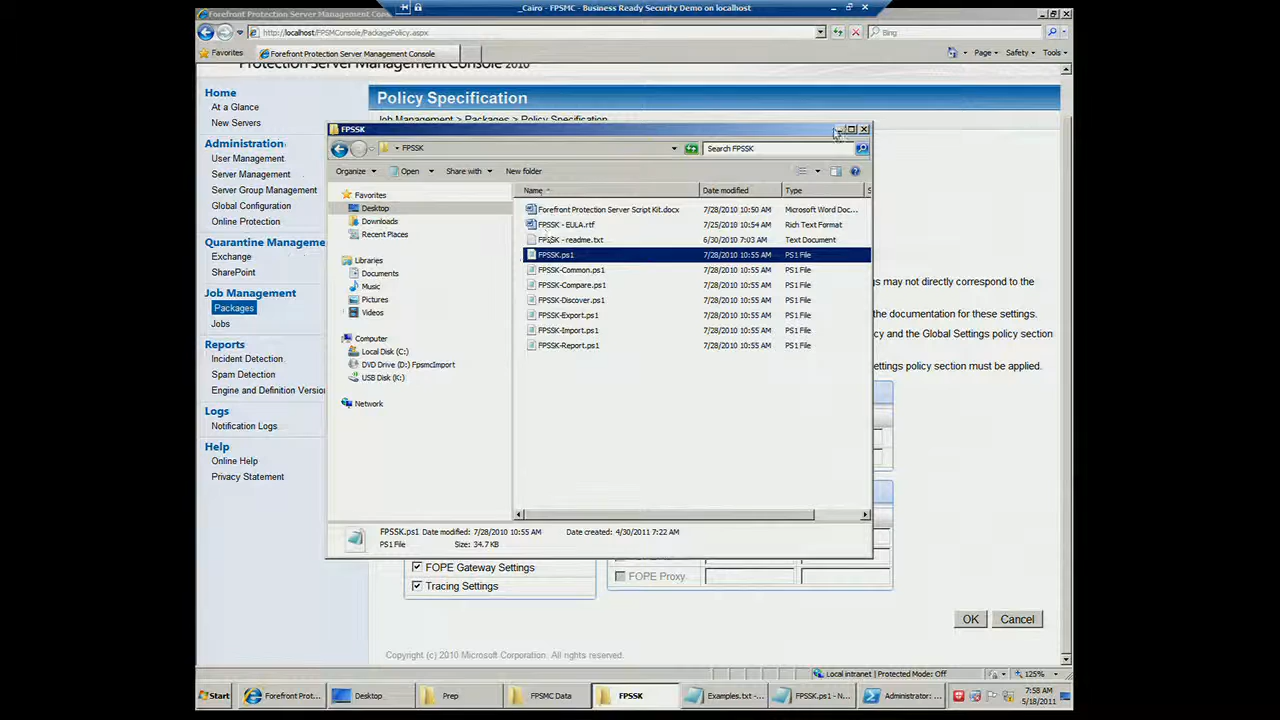 _Cairo - FPSMC - Business Ready Security Demo on localhost
Forefront Protection Server Management Cons
http://localhost/FPSMConsole/PackagePolicy.aspx
Bing
Favorites
Forefront Protection Server Management Console
Page
Safety
Tools
Protection Server Management Console 2010
Home
At a Glance
New Servers
Administration
User Management
Server Management
Server Group Management
Global Configuration
Online Protection
Quarantine Manageme
Exchange
SharePoint
Job Management
Packages
Jobs
Reports
Incident Detection
Spam Detection
Engine and Definition Versior
Logs
Notification Logs
Help
Online Help
Privacy Statement
Policy Specification
Job Management > Packages > Policy Specification
FPSSK
FPSSK
Search FPSSK
Organize
Open
Share with
New folder
Favorites
Desktop
Downloads
Recent Places
Libraries
Documents
Music
Pictures
Videos
Computer
Local Disk (C:)
DVD Drive (D:) FpsmcImport
USB Disk (K:)
Network
Name Date modified Type S
Forefront Protection Server Script Kit.docx 7/28/2010 10:50 AM Microsoft Word Doc...
FPSSK - EULA.rtf 7/25/2010 10:54 AM Rich Text Format
FPSSK - readme.txt 6/30/2010 7:03 AM Text Document
FPSSK.ps1 7/28/2010 10:55 AM PS1 File
FPSSK-Common.ps1 7/28/2010 10:55 AM PS1 File
FPSSK-Compare.ps1 7/28/2010 10:55 AM PS1 File
FPSSK-Discover.ps1 7/28/2010 10:55 AM PS1 File
FPSSK-Export.ps1 7/28/2010 10:55 AM PS1 File
FPSSK-Import.ps1 7/28/2010 10:55 AM PS1 File
FPSSK-Report.ps1 7/28/2010 10:55 AM PS1 File
FPSSK.ps1 Date modified: 7/28/2010 10:55 AM Date created: 4/30/2011 7:22 AM
PS1 File Size: 34.7 KB
gs may not directly correspond to the
the documentation for these settings.
cy and the Global Settings policy section
ettings policy section must be applied.
FOPE Gateway Settings
Tracing Settings
FOPE Proxy
OK
Cancel
Copyright (c) 2010 Microsoft Corporation. All rights reserved.
Local intranet | Protected Mode: Off
125%
Start
Forefront Prot...
Desktop
Prep
FPSMC Data
FPSSK
Examples.txt -...
FPSSK.ps1 - N...
Administrator: ...
7:58 AM
5/18/2011